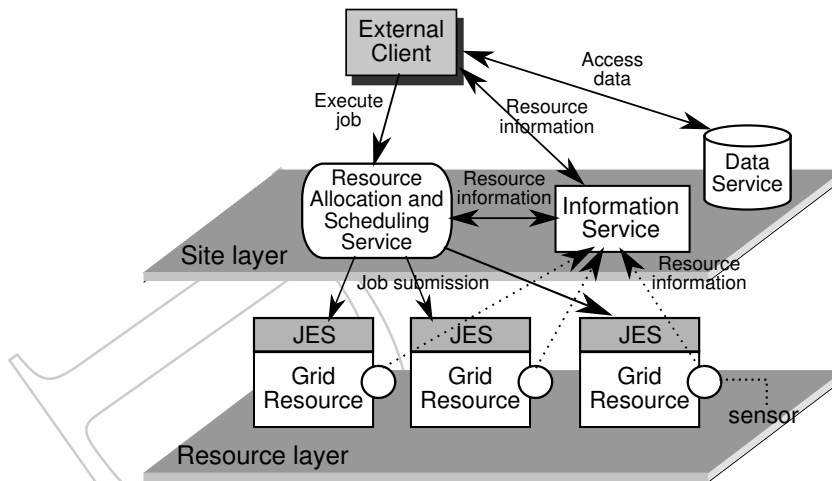 External
Client
Access
data
Execute
job
Resource
information
Data
Service
Resource
Allocation and
Scheduling
Service
Resource
information
Information
Service
Site layer
Resource
information
Job submission
JES
JES
JES
Grid
Resource
Grid
Resource
Grid
Resource
sensor
Resource layer